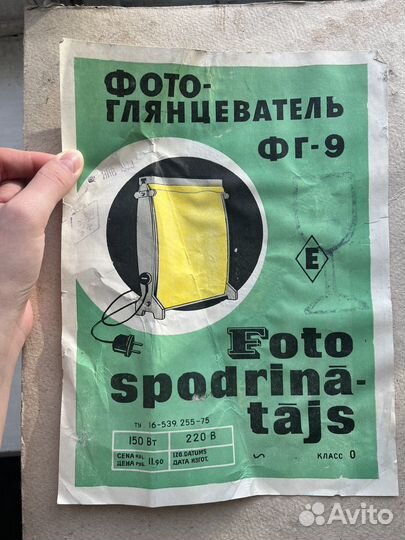 ФОТО-
ГЛЯНЦЕВАТЕЛЬ
ФГ-9
E
Foto
spodrinā-
tājs
ТУ 16-539.255-75
150 ВТ
220 В
CENA
ЦЕНА РУБ. 11.90
IZG.DATUMS
ДАТА ИЗГОТ.
КЛАСС 0
Avito